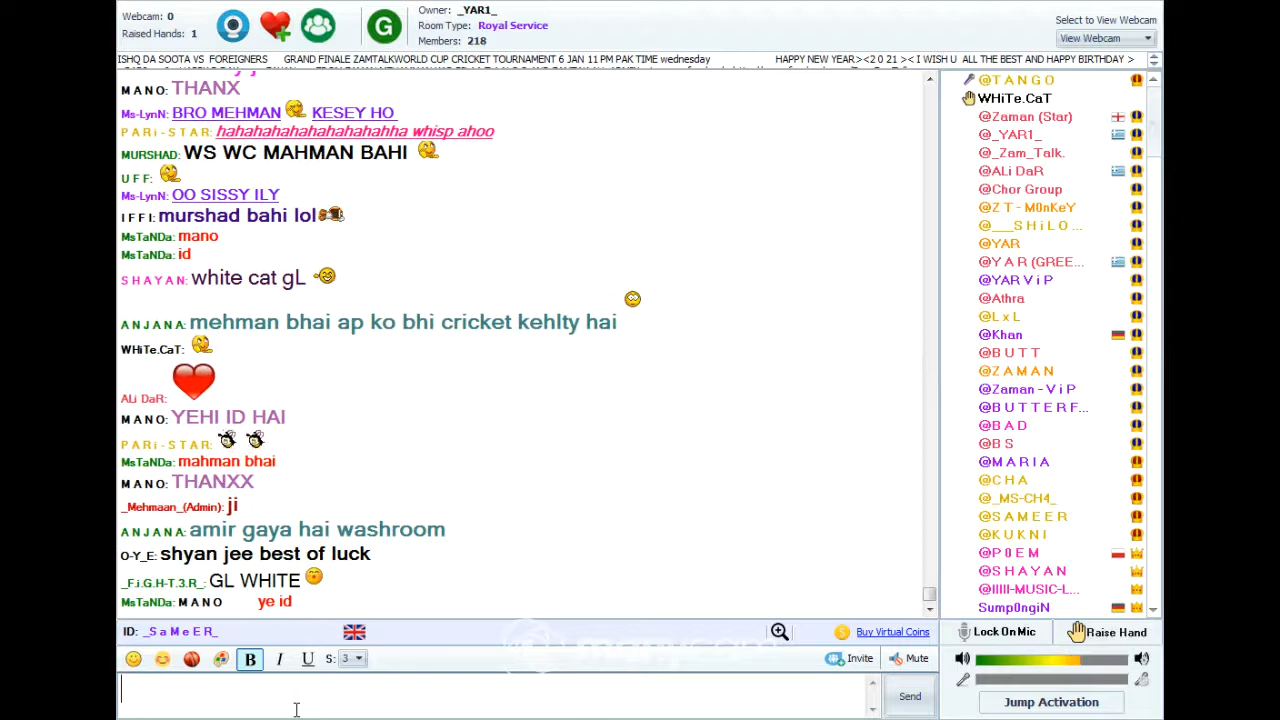 Webcam: 0
Raised Hands: 1
Owner: _YAR1_
Room Type: Royal Service
Members: 218
Select to View Webcam
View Webcam
ISHQ DA SOOTA VS FOREIGNERS GRAND FINALE ZAMTALKWORLD CUP CRICKET TOURNAMENT 6 JAN 11 PM PAK TIME wednesday HAPPY NEW YEAR><2 0 21 >< I WISH U ALL THE BEST AND HAPPY BIRTHDAY >
M A N O: THANX
Ms-LynN: BRO MEHMAN KESEY HO
P A R i - S T A R: hahahahahahahahahha whisp ahoo
MURSHAD: WS WC MAHMAN BAHI
U F F:
Ms-LynN: OO SISSY ILY
I F F I: murshad bahi lol
MsTaNDa: mano
MsTaNDa: id
S H A Y A N: white cat gL
A N J A N A: mehman bhai ap ko bhi cricket kehlty hai
WHiTe.CaT:
ALi DaR:
M A N O: YEHI ID HAI
P A R i - S T A R:
MsTaNDa: mahman bhai
M A N O: THANXX
_Mehmaan_(Admin): ji
A N J A N A: amir gaya hai washroom
O-Y_E: shyan jee best of luck
_F.i.G.H-T.3.R_: GL WHITE
MsTaNDa: M A N O ye id
@T A N G O
WHiTe.CaT
@Zaman (Star)
@_YAR1_
@_Zam_Talk.
@ALi DaR
@Chor Group
@Z T - M0nKeY
@___S H i L O ...
@YAR
@Y A R (GREE...
@YAR V i P
@Athra
@L x L
@Khan
@B U T T
@Z A M A N
@Zaman - V i P
@B U T T E R F...
@B A D
@B S
@M A R I A
@C H A
@_MS-CH4_
@S A M E E R
@K U K N I
@P 0 E M
@S H A Y A N
@IIIII-MUSIC-L...
Sump0ngiN
ID: _S a M e E R_
Buy Virtual Coins
Lock On Mic
Raise Hand
B I U S: 3
Invite
Mute
Send
Jump Activation